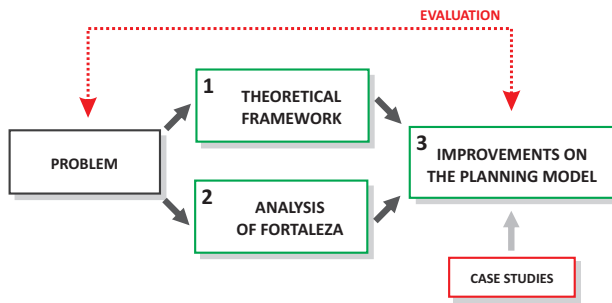 EVALUATION
1
THEORETICAL
FRAMEWORK
PROBLEM
2
ANALYSIS
OF FORTALEZA
3
IMPROVEMENTS ON
THE PLANNING MODEL
CASE STUDIES